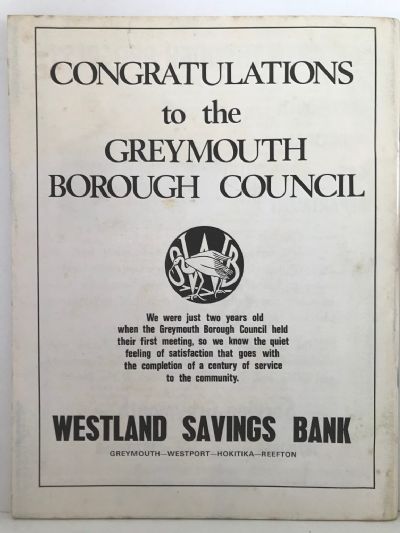 CONGRATULATIONS
to the
GREYMOUTH
BOROUGH COUNCIL
SWB
We were just two years old
when the Greymouth Borough Council held
their first meeting, so we know the quiet
feeling of satisfaction that goes with
the completion of a century of service
to the community.
WESTLAND SAVINGS BANK
GREYMOUTH—WESTPORT—HOKITIKA—REEFTON